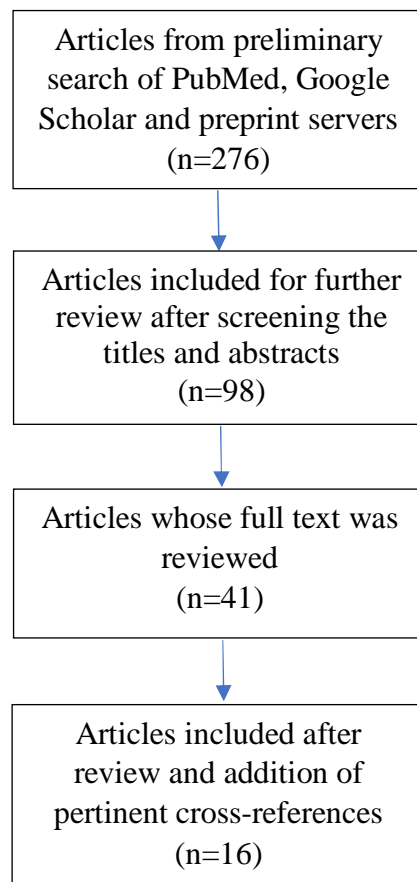 Articles from preliminary
search of PubMed, Google
Scholar and preprint servers
(n=276)
Articles included for further
review after screening the
titles and abstracts
(n=98)
Articles whose full text was
reviewed
(n=41)
Articles included after
review and addition of
pertinent cross-references
(n=16)